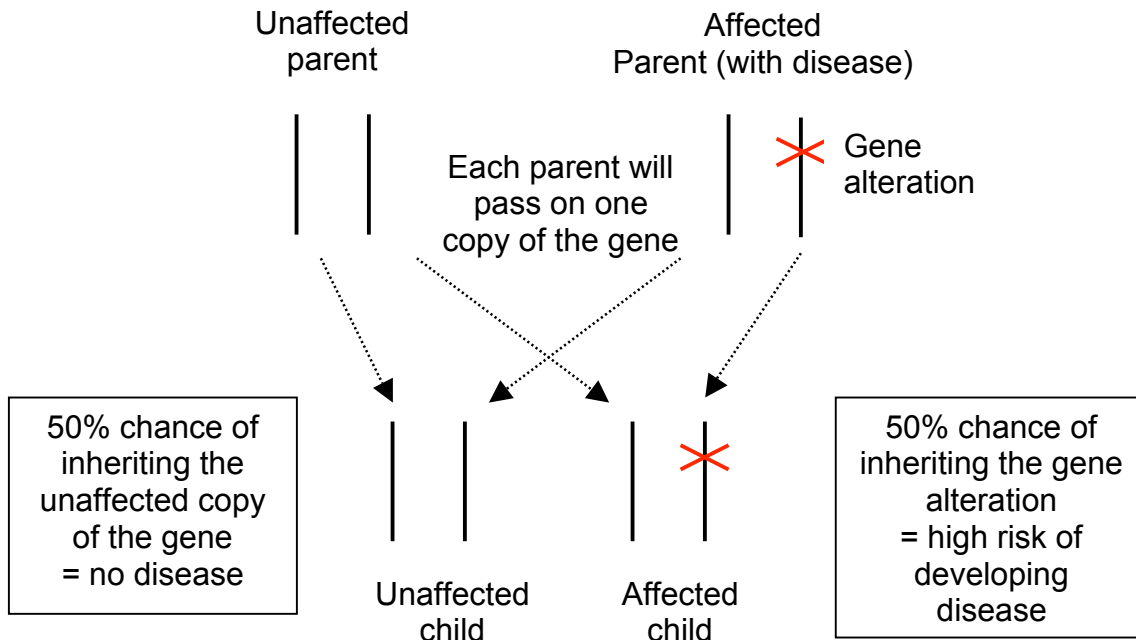 Unaffected
parent
Affected
Parent (with disease)
Each parent will
pass on one
copy of the gene
Gene
alteration
50% chance of
inheriting the
unaffected copy
of the gene
= no disease
50% chance of
inheriting the gene
alteration
= high risk of
developing
disease
Unaffected
child
Affected
child